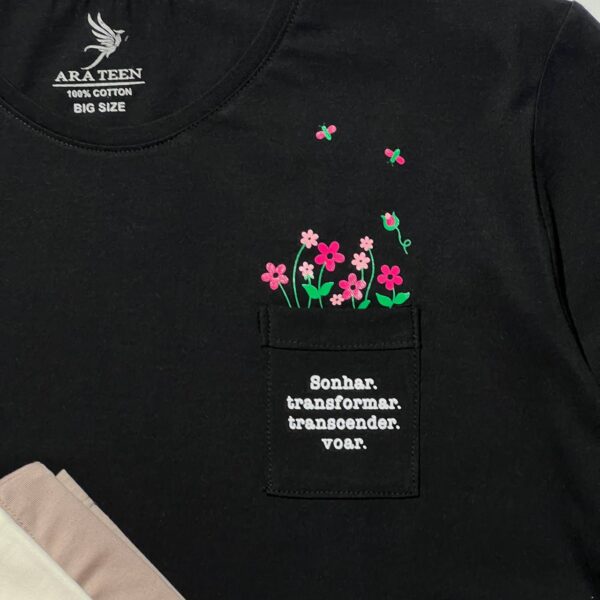 ARA TEEN
100% COTTON
BIG SIZE
Sonhar.
transformar.
transcender.
voar.